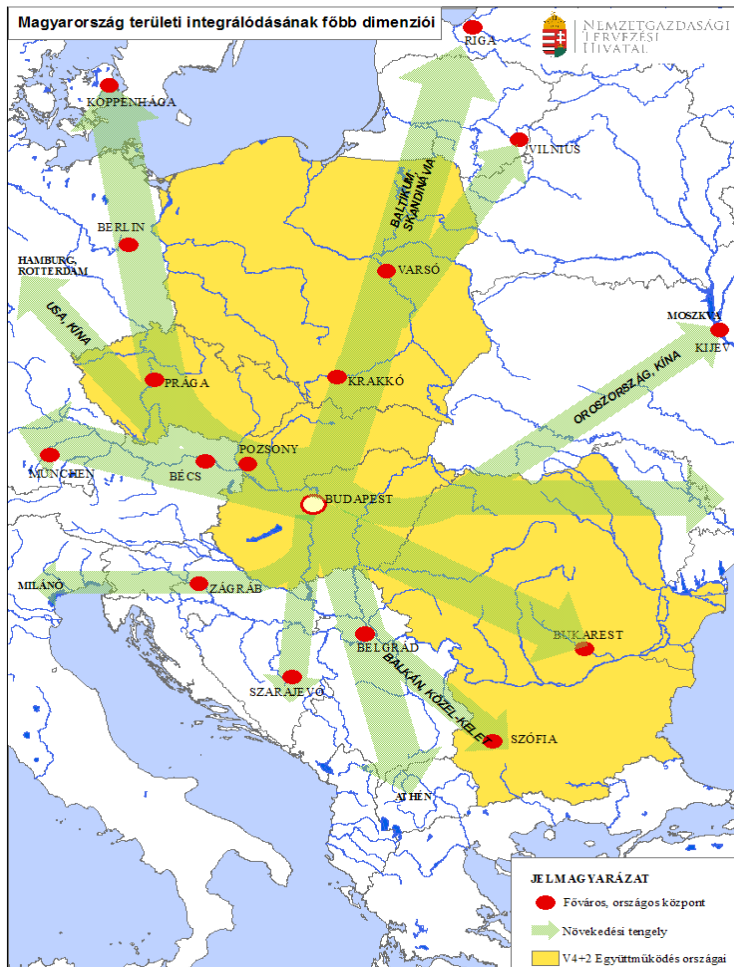 Magyarország területi integrálódásának főbb dimenziói
NEMZETGAZDASÁGI
TERVEZÉSI
HIVATAL
RIGA
KOPPENHÁGA
VILNIUS
BALTIKUM,
SKANDINÁVIA
BERLIN
HAMBURG,
ROTTERDAM
VARSÓ
USA, KÍNA
MOSZKVA
KIJEV
OROSZORSZÁG, KÍNA
PRÁGA
KRAKKÓ
POZSONY
MÜNCHEN
BÉCS
BUDAPEST
MILÁNÓ
ZÁGRÁB
BELGRÁD
BUKAREST
BALKÁN, KÖZEL-KELET
SZARAJEVÓ
SZÓFIA
ATHÉN
JELMAGYARÁZAT
Főváros, országos központ
Növekedési tengely
V4+2 Együttműködés országai